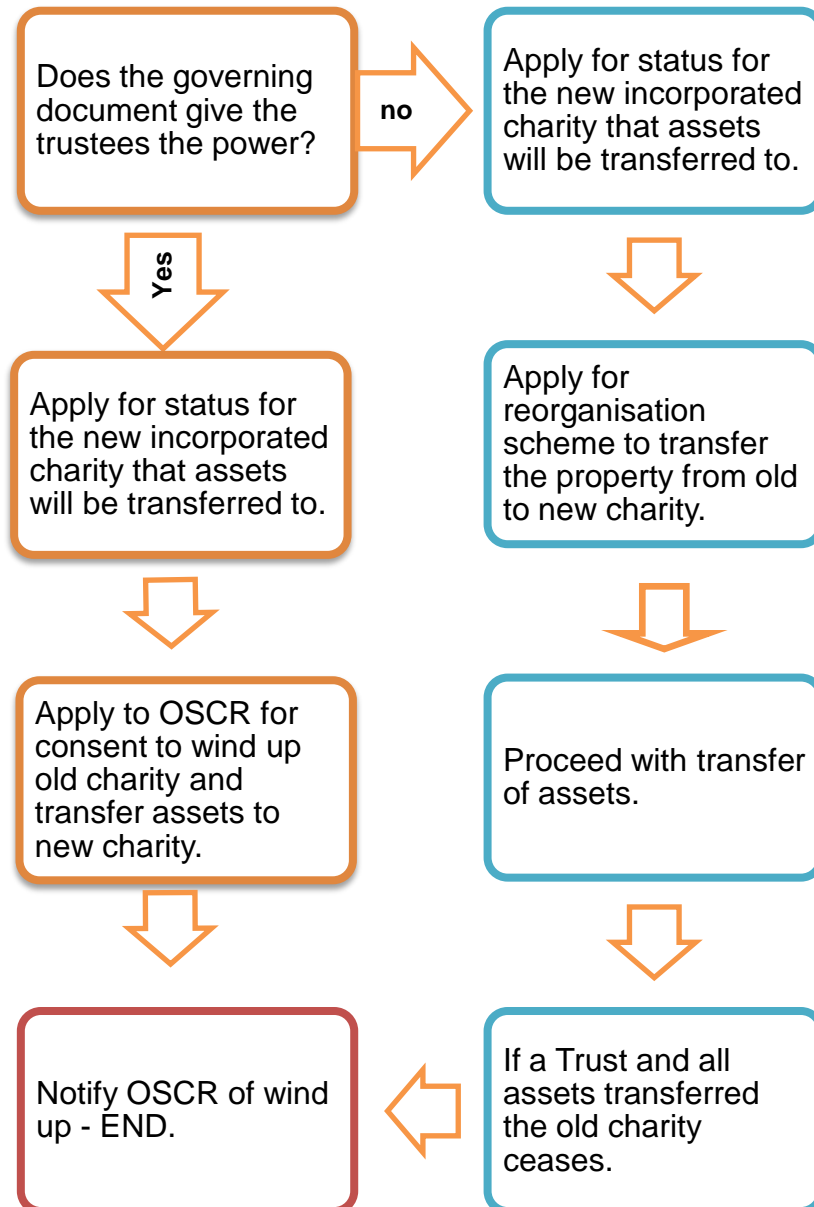 Does the governing
document give the
trustees the power?
no
Apply for status for
the new incorporated
charity that assets
will be transferred to.
Yes
Apply for status for
the new incorporated
charity that assets
will be transferred to.
Apply for
reorganisation
scheme to transfer
the property from old
to new charity.
Apply to OSCR for
consent to wind up
old charity and
transfer assets to
new charity.
Proceed with transfer
of assets.
Notify OSCR of wind
up - END.
If a Trust and all
assets transferred
the old charity
ceases.